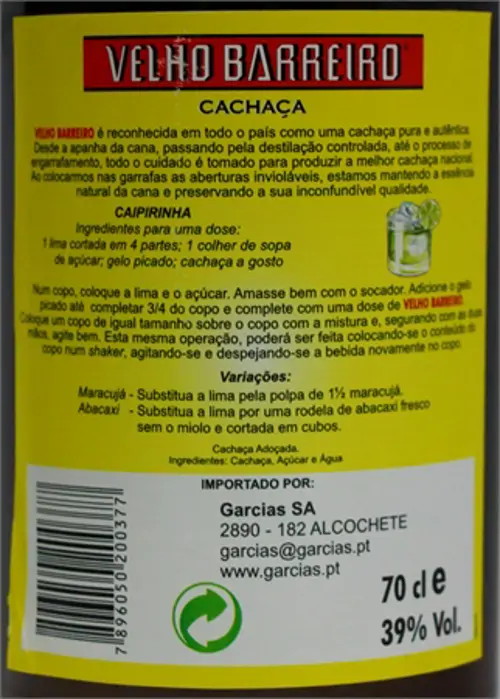 VELHO BARREIRO
CACHAÇA
VELHO BARREIRO é reconhecida em todo o país como uma cachaça pura e autêntica.
Desde a apanha da cana, passando pela destilação controlada, até o processo de
engarrafamento, todo o cuidado é tomado para produzir a melhor cachaça nacional.
Ao colocarmos nas garrafas as aberturas invioláveis, estamos mantendo a essência
natural da cana e preservando a sua inconfundível qualidade.
CAIPIRINHA
Ingredientes para uma dose:
1 lima cortada em 4 partes; 1 colher de sopa
de açúcar; gelo picado; cachaça a gosto
Num copo, coloque a lima e o açúcar. Amasse bem com o socador. Adicione o gelo
picado até completar 3/4 do copo e complete com uma dose de VELHO BARREIRO.
Coloque um copo de igual tamanho sobre o copo com a mistura e, segurando com as duas
mãos, agite bem. Esta mesma operação, poderá ser feita colocando-se o conteúdo do
copo num shaker, agitando-se e despejando-se a bebida novamente no copo.
Variações:
Maracujá - Substitua a lima pela polpa de 1½ maracujá.
Abacaxi - Substitua a lima por uma rodela de abacaxi fresco
sem o miolo e cortada em cubos.
Cachaça Adoçada.
Ingredientes: Cachaça, Açúcar e Água
IMPORTADO POR:
Garcias SA
2890 - 182 ALCOCHETE
garcias@garcias.pt
www.garcias.pt
70 cl e
39% Vol.
7 896050 200377